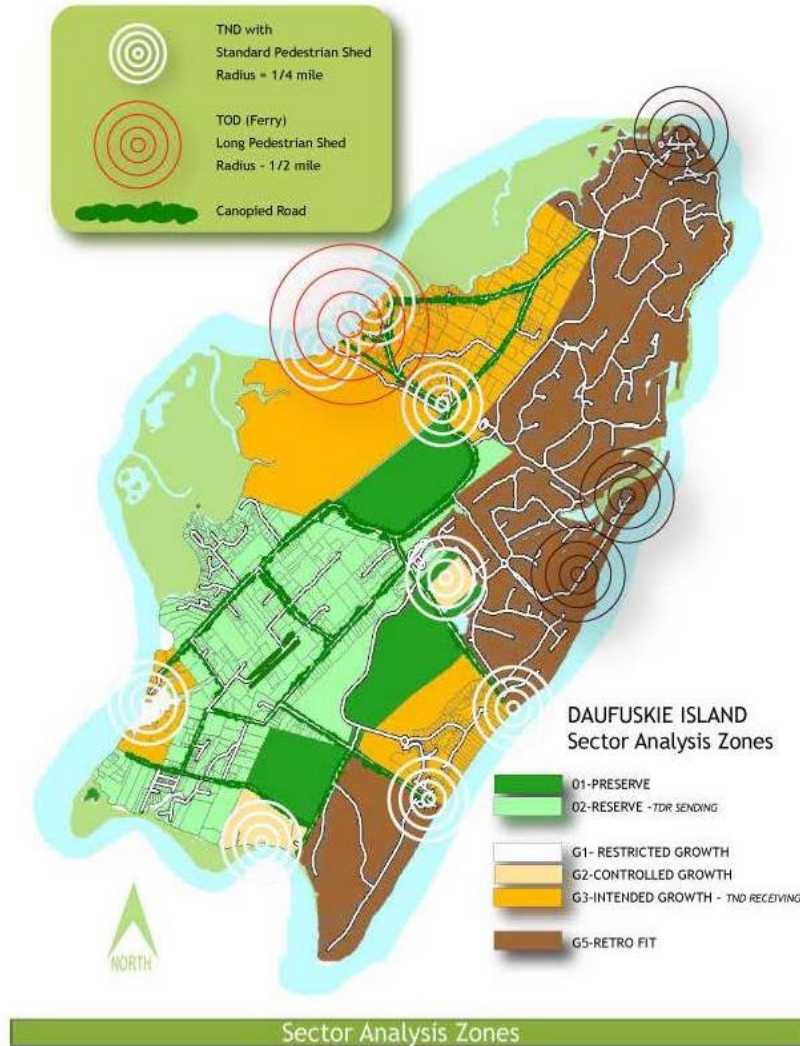 TND with
Standard Pedestrian Shed
Radius = 1/4 mile
TOD (Ferry)
Long Pedestrian Shed
Radius - 1/2 mile
Canopied Road
DAUFUSKIE ISLAND
Sector Analysis Zones
01-PRESERVE
02-RESERVE - TDR SENDING
G1- RESTRICTED GROWTH
G2-CONTROLLED GROWTH
G3-INTENDED GROWTH - TND RECEIVING
G5-RETRO FIT
NORTH
Sector Analysis Zones